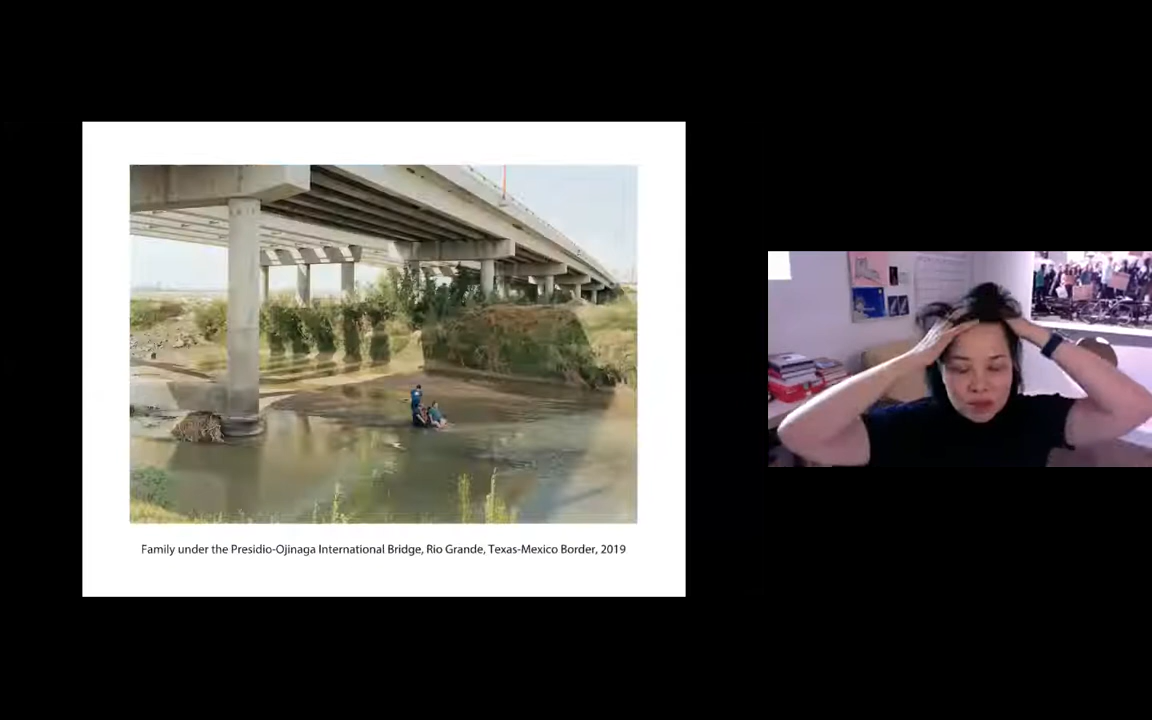 Family under the Presidio-Ojinaga International Bridge, Rio Grande, Texas-Mexico Border, 2019